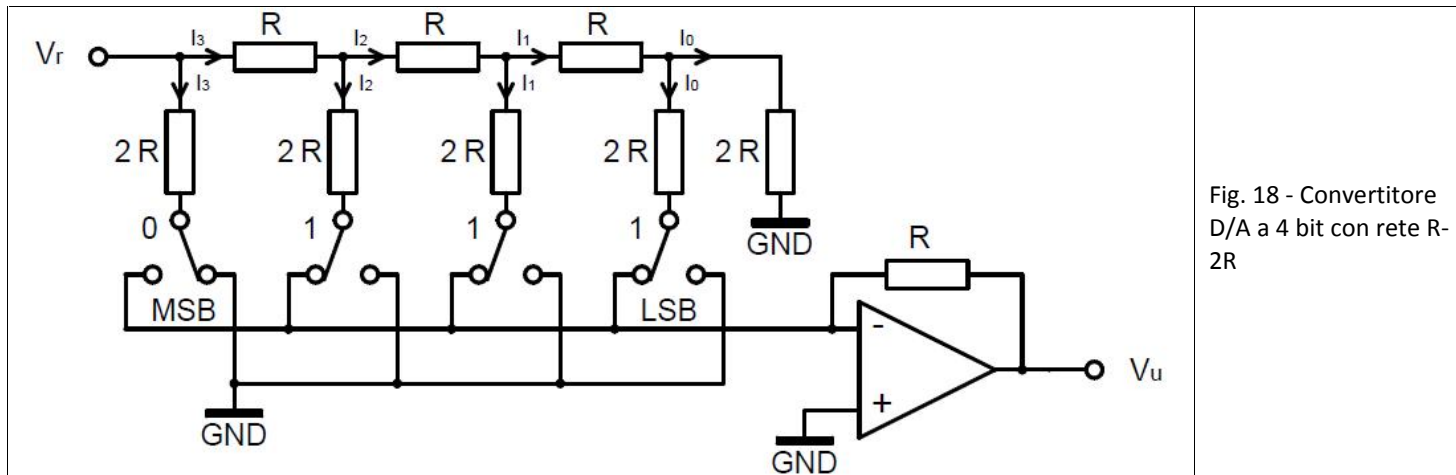 Vr
I3
R
I2
R
I1
R
I0
I3
I2
I1
I0
2 R
2 R
2 R
2 R
2 R
0
1
1
1
GND
MSB
LSB
R
-
+
Vu
GND
GND
Fig. 18 - Convertitore
D/A a 4 bit con rete R-
2R